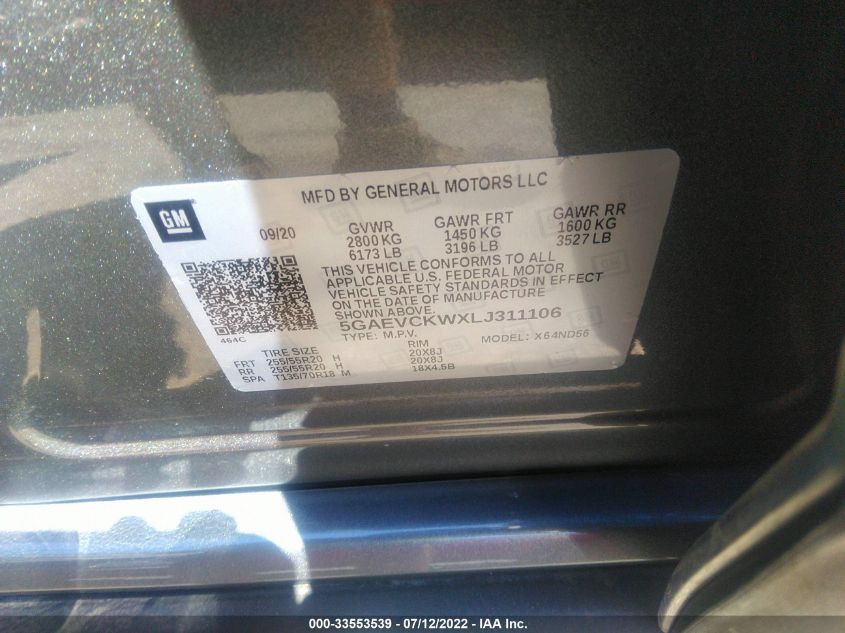 MFD BY GENERAL MOTORS LLC
GM
09/20 GVWR GAWR FRT GAWR RR
2800 KG 1450 KG 1600 KG
6173 LB 3196 LB 3527 LB
THIS VEHICLE CONFORMS TO ALL
APPLICABLE U.S. FEDERAL MOTOR
VEHICLE SAFETY STANDARDS IN EFFECT
ON THE DATE OF MANUFACTURE
SHOWN ABOVE.
5GAEVCKWXLJ311106
464C
TYPE: M.P.V. MODEL: X64ND56
TIRE SIZE RIM
FRT 255/55R20 H 20X8J
RR 255/55R20 H 20X8J
SPA T135/70R18 M 18X4.5B
000-33553539 - 07/12/2022 - IAA Inc.